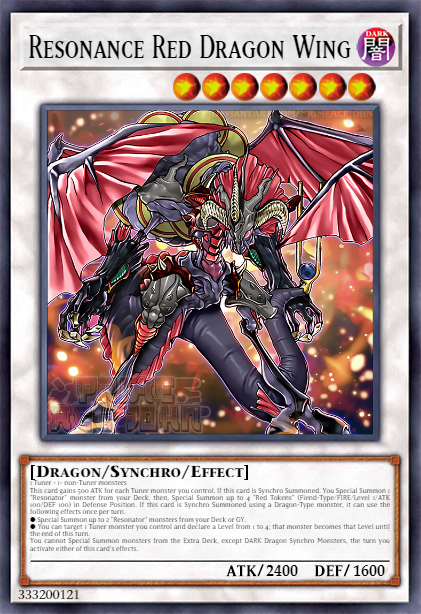 Resonance Red Dragon Wing
DARK
闇
[Dragon/Synchro/Effect]
1 Tuner + 1+ non-Tuner monsters
This card gains 500 ATK for each Tuner monster you control. If this card is Synchro Summoned: You Special Summon 1
"Resonator" monster from your Deck, then, Special Summon up to 4 "Red Tokens" (Fiend-Type/FIRE/Level 1/ATK
100/DEF 100) in Defense Position. If this card is Synchro Summoned using a Dragon-Type monster, it can use the
following effects once per turn.
● Special Summon up to 2 "Resonator" monsters from your Deck or GY.
● You can target 1 Tuner monster you control and declare a Level from 1 to 4; that monster becomes that Level until
the end of this turn.
You cannot Special Summon monsters from the Extra Deck, except DARK Dragon Synchro Monsters, the turn you
activate either of this card's effects.
ATK/2400 DEF/1600
333200121